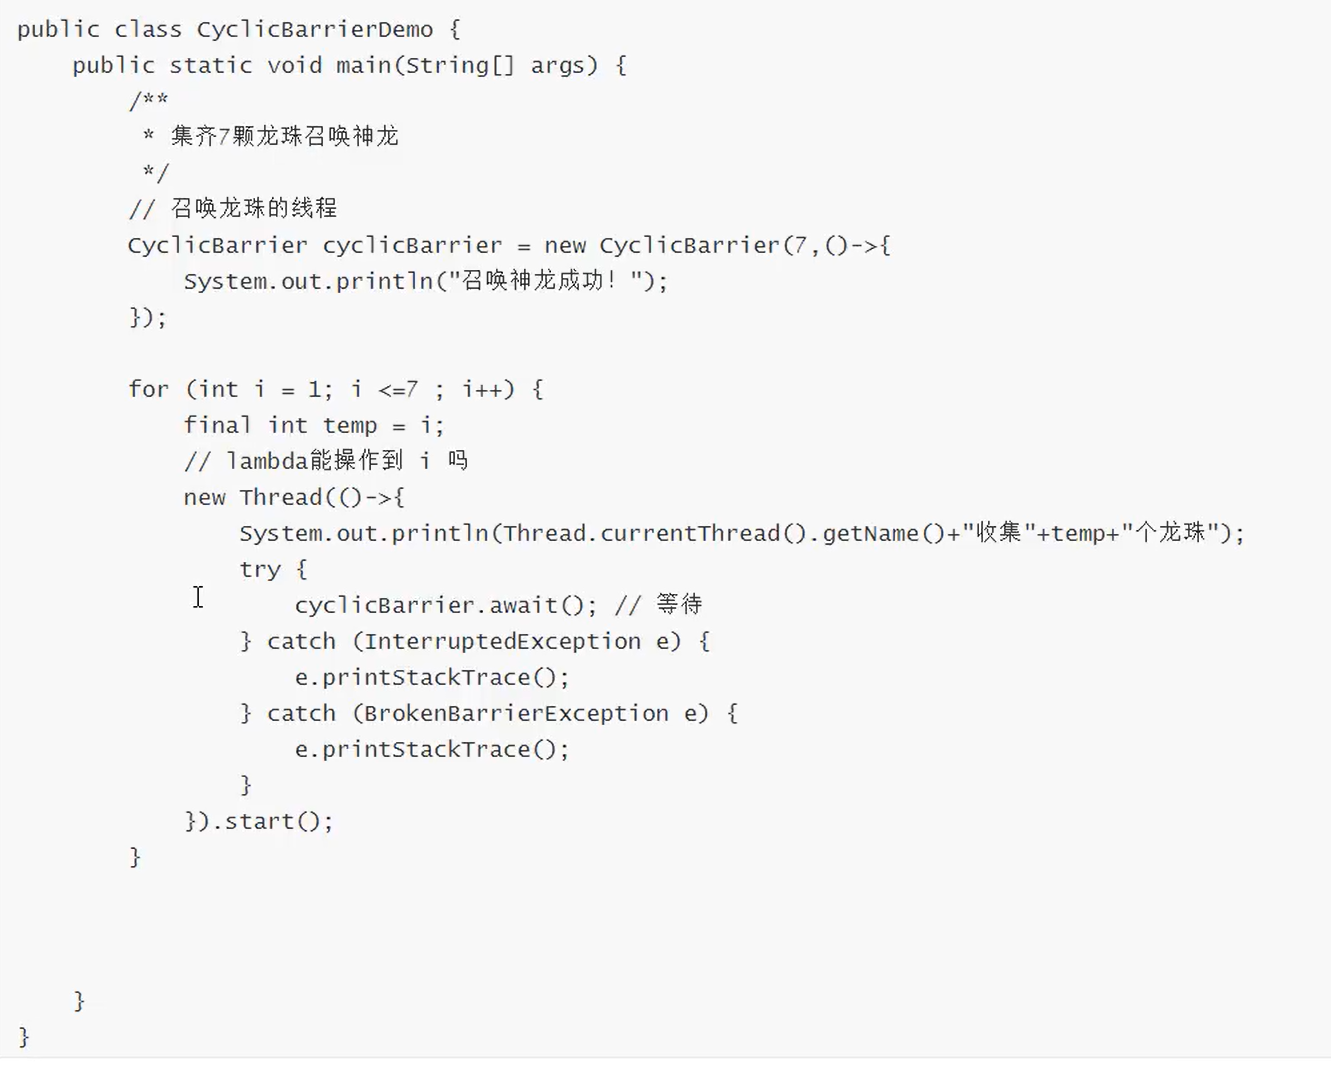 public class CyclicBarrierDemo {
    public static void main(String[] args) {
        /**
         * 集齐7颗龙珠召唤神龙
         */
        // 召唤龙珠的线程
        CyclicBarrier cyclicBarrier = new CyclicBarrier(7,()->{
            System.out.println("召唤神龙成功！");
        });
        for (int i = 1; i <=7 ; i++) {
            final int temp = i;
            // lambda能操作到 i 吗
            new Thread(()->{
                System.out.println(Thread.currentThread().getName()+"收集"+temp+"个龙珠");
                try {
                    cyclicBarrier.await(); // 等待
                } catch (InterruptedException e) {
                    e.printStackTrace();
                } catch (BrokenBarrierException e) {
                    e.printStackTrace();
                }
            }).start();
        }
    }
}